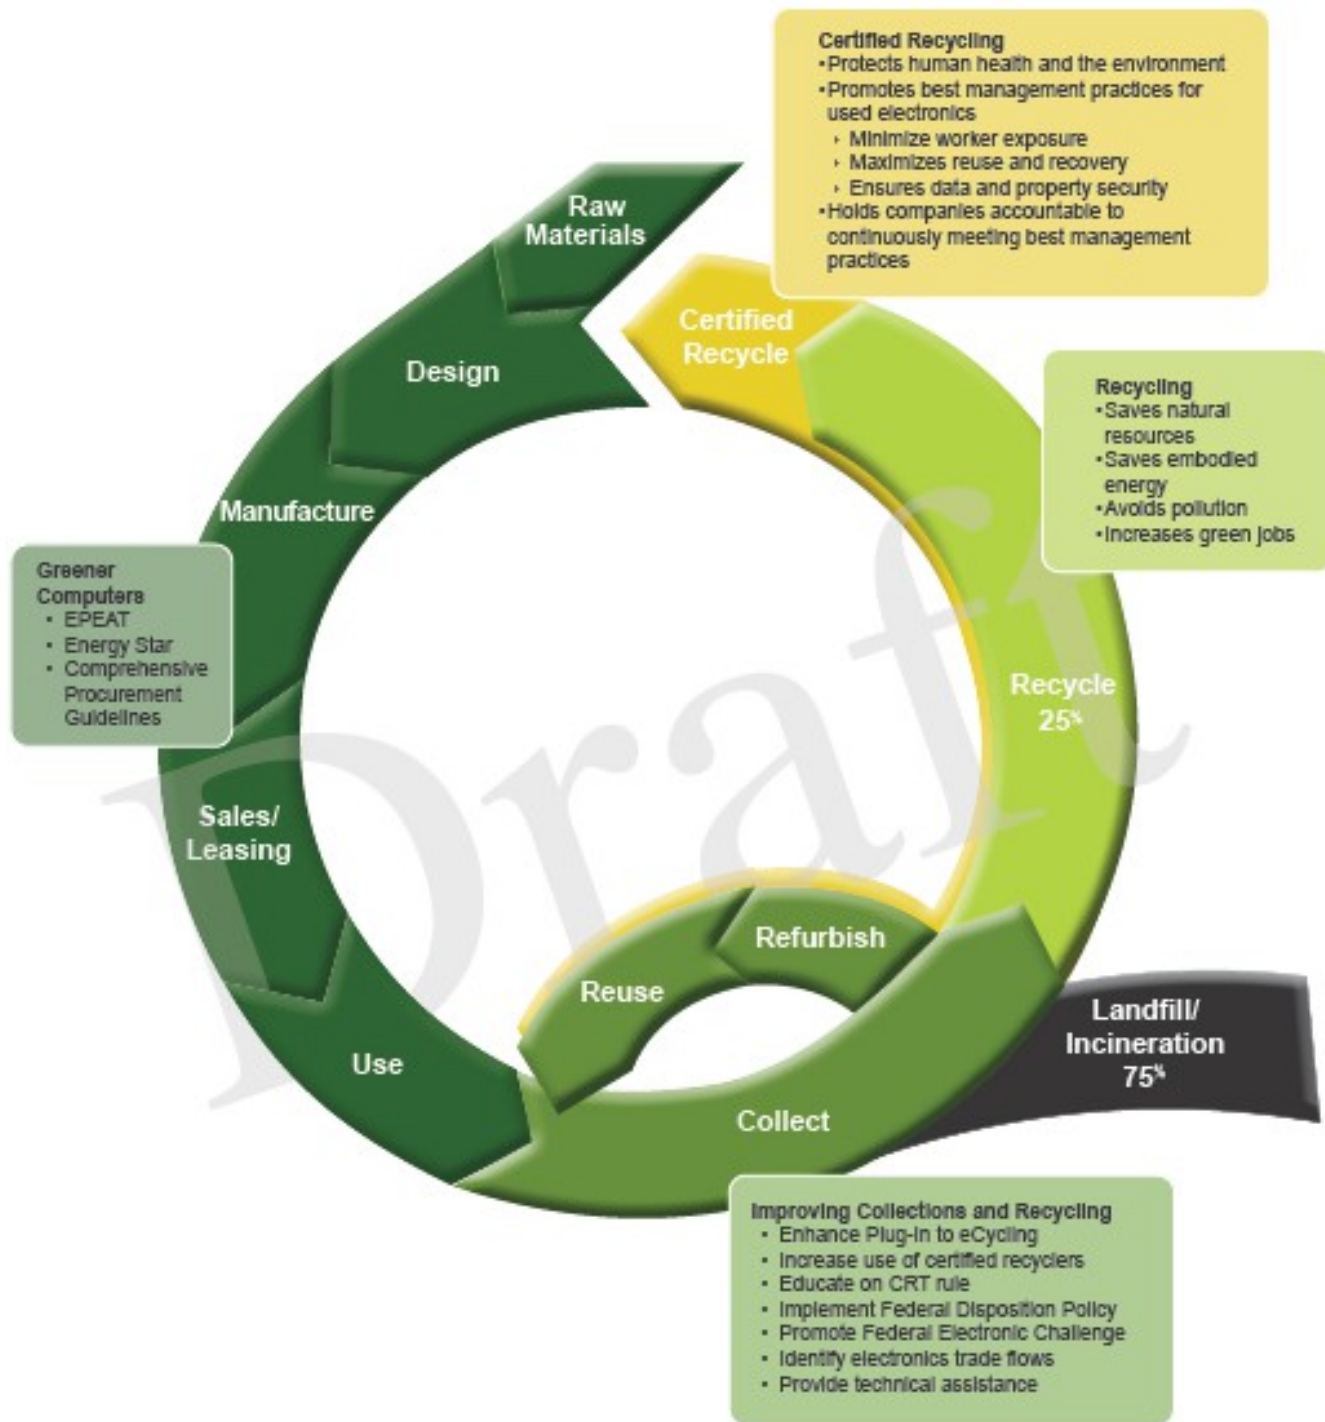 Certified Recycling
•Protects human health and the environment
•Promotes best management practices for
used electronics
‣ Minimize worker exposure
‣ Maximizes reuse and recovery
‣ Ensures data and property security
•Holds companies accountable to
continuously meeting best management
practices
Raw
Materials
Certified
Recycle
Design
Recycling
•Saves natural
resources
•Saves embodied
energy
•Avoids pollution
•Increases green jobs
Manufacture
Greener
Computers
• EPEAT
• Energy Star
• Comprehensive
Procurement
Guidelines
Recycle
25%
Draft
Sales/
Leasing
Refurbish
Reuse
Use
Landfill/
Incineration
75%
Collect
Improving Collections and Recycling
• Enhance Plug-In to eCycling
• Increase use of certified recyclers
• Educate on CRT rule
• Implement Federal Disposition Policy
• Promote Federal Electronic Challenge
• Identify electronics trade flows
• Provide technical assistance